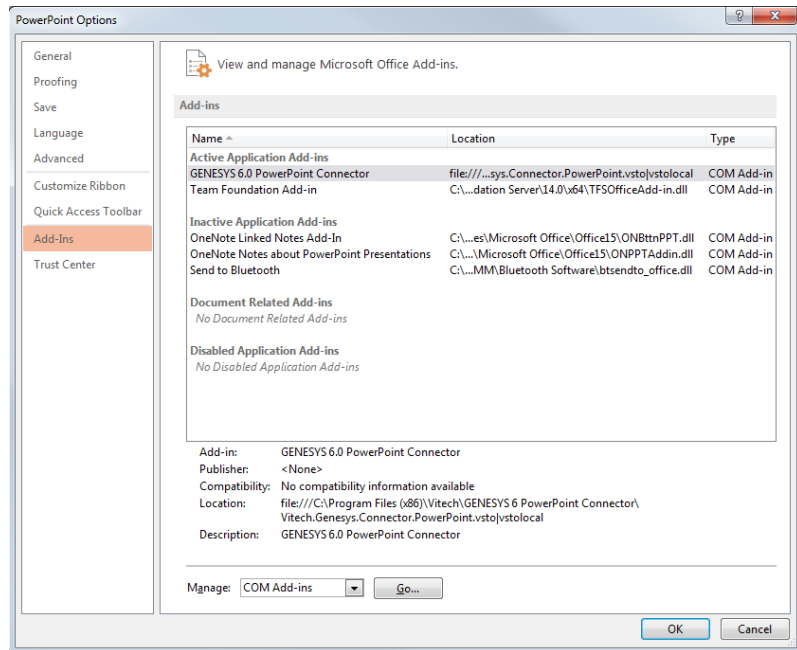 PowerPoint Options
General
Proofing
Save
Language
Advanced
Customize Ribbon
Quick Access Toolbar
Add-Ins
Trust Center
View and manage Microsoft Office Add-ins.
Add-ins
Name Location Type
Active Application Add-ins
GENESYS 6.0 PowerPoint Connector file:///...sys.Connector.PowerPoint.vsto|vstolocal COM Add-in
Team Foundation Add-in C:\...dation Server\14.0\x64\TFSOfficeAdd-in.dll COM Add-in
Inactive Application Add-ins
OneNote Linked Notes Add-In C:\...es\Microsoft Office\Office15\ONBttnPPT.dll COM Add-in
OneNote Notes about PowerPoint Presentations C:\...\Microsoft Office\Office15\ONPPTAddin.dll COM Add-in
Send to Bluetooth C:\...MM\Bluetooth Software\btsendto_office.dll COM Add-in
Document Related Add-ins
No Document Related Add-ins
Disabled Application Add-ins
No Disabled Application Add-ins
Add-in: GENESYS 6.0 PowerPoint Connector
Publisher: <None>
Compatibility: No compatibility information available
Location: file:///C:\Program Files (x86)\Vitech\GENESYS 6 PowerPoint Connector\
Vitech.Genesys.Connector.PowerPoint.vsto|vstolocal
Description: GENESYS 6.0 PowerPoint Connector
Manage: COM Add-ins Go...
OK Cancel